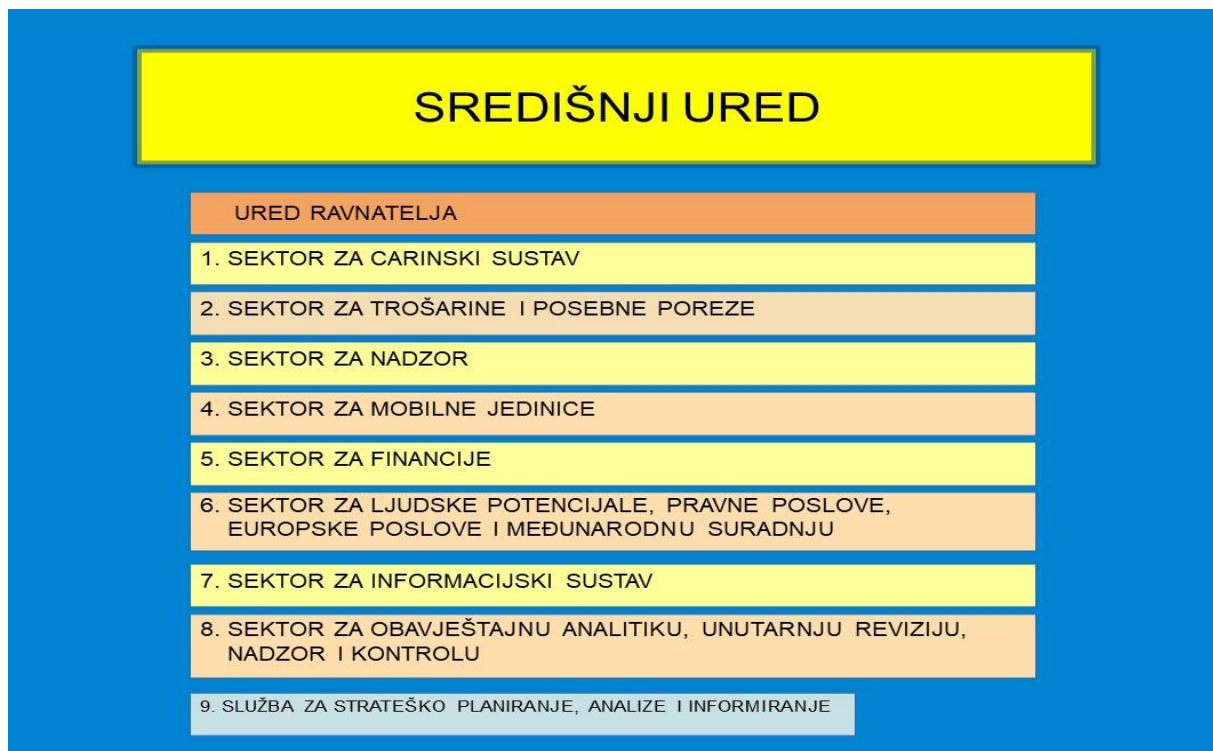 SREDIŠNJI URED
URED RAVNATELJA
1. SEKTOR ZA CARINSKI SUSTAV
2. SEKTOR ZA TROŠARINE I POSEBNE POREZE
3. SEKTOR ZA NADZOR
4. SEKTOR ZA MOBILNE JEDINICE
5. SEKTOR ZA FINANCIJE
6. SEKTOR ZA LJUDSKE POTENCIJALE, PRAVNE POSLOVE,
EUROPSKE POSLOVE I MEĐUNARODNU SURADNJU
7. SEKTOR ZA INFORMACIJSKI SUSTAV
8. SEKTOR ZA OBAVJEŠTAJNU ANALITIKU, UNUTARNJU REVIZIJU,
NADZOR I KONTROLU
9. SLUŽBA ZA STRATEŠKO PLANIRANJE, ANALIZE I INFORMIRANJE